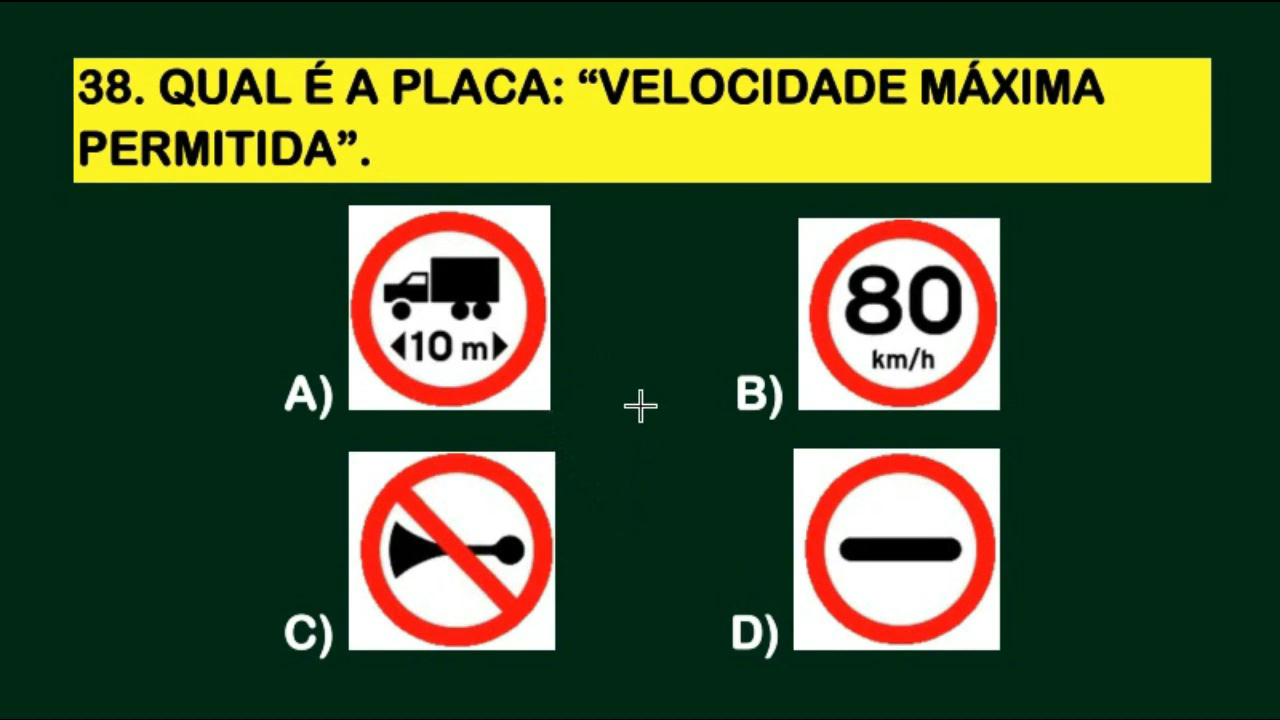 38. QUAL É A PLACA: “VELOCIDADE MÁXIMA
PERMITIDA”.
10 m
A)
80
km/h
B)
C)
D)